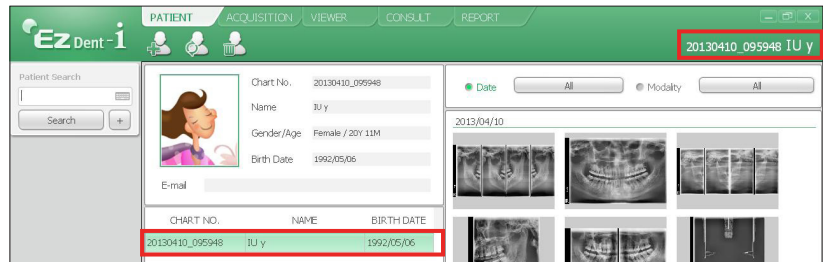 Ez Dent-i
PATIENT ACQUISITION VIEWER CONSULT REPORT
20130410_095948 IU y
Patient Search
Search +
Chart No. 20130410_095948
Name IU y
Gender/Age Female / 20Y 11M
Birth Date 1992/05/06
E-mail
CHART NO. NAME BIRTH DATE
20130410_095948 IU y 1992/05/06
Date All Modality All
2013/04/10